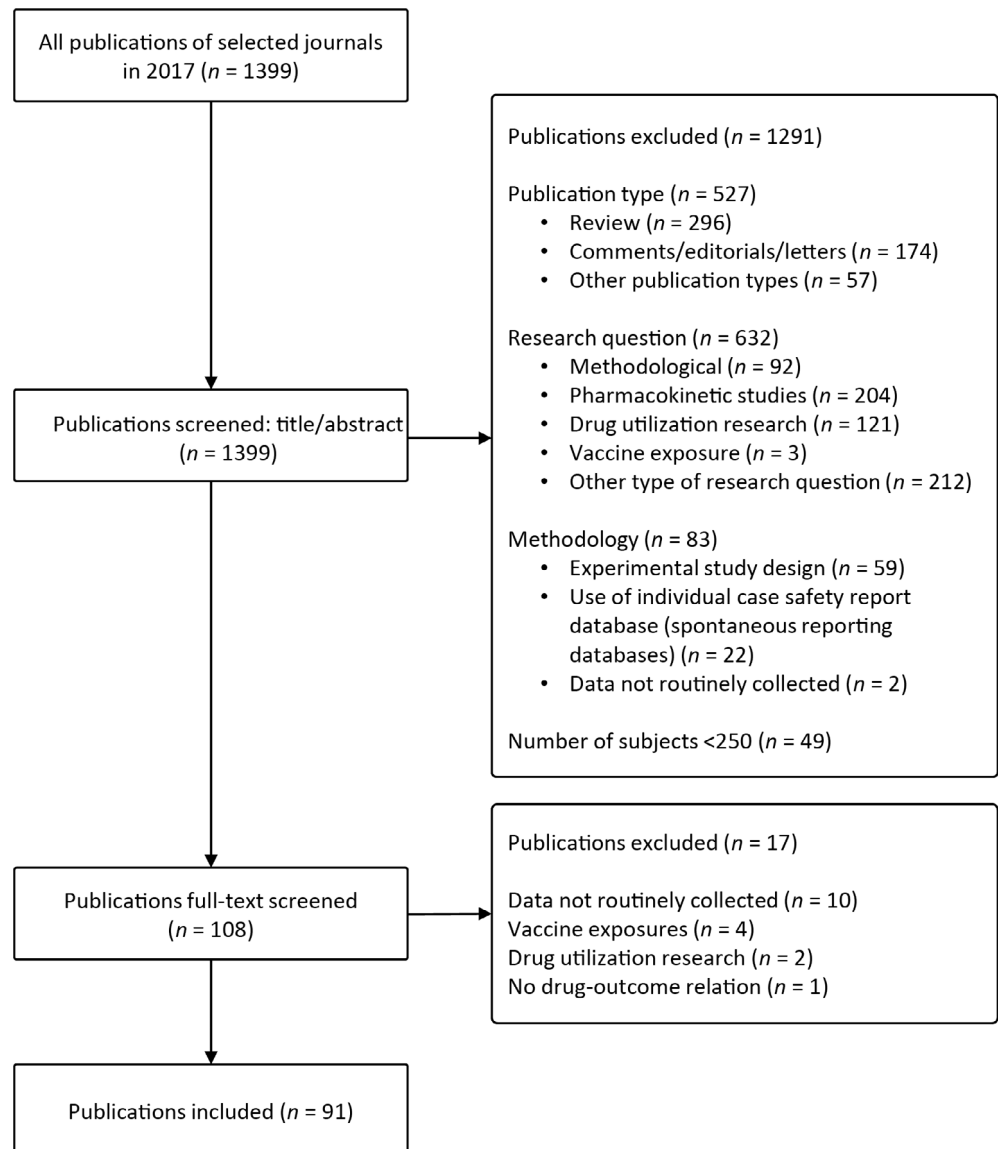 All publications of selected journals
in 2017 (n = 1399)
Publications excluded (n = 1291)
Publication type (n = 527)
• Review (n = 296)
• Comments/editorials/letters (n = 174)
• Other publication types (n = 57)
Research question (n = 632)
• Methodological (n = 92)
• Pharmacokinetic studies (n = 204)
• Drug utilization research (n = 121)
• Vaccine exposure (n = 3)
• Other type of research question (n = 212)
Methodology (n = 83)
• Experimental study design (n = 59)
• Use of individual case safety report
database (spontaneous reporting
databases) (n = 22)
• Data not routinely collected (n = 2)
Number of subjects <250 (n = 49)
Publications screened: title/abstract
(n = 1399)
Publications full-text screened
(n = 108)
Publications excluded (n = 17)
Data not routinely collected (n = 10)
Vaccine exposures (n = 4)
Drug utilization research (n = 2)
No drug-outcome relation (n = 1)
Publications included (n = 91)